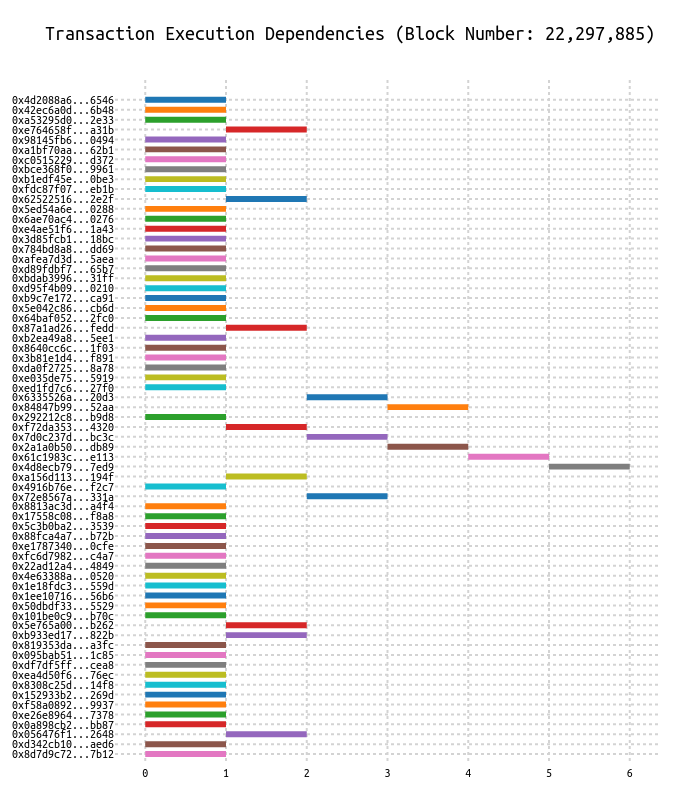 Transaction Execution Dependencies (Block Number: 22,297,885)
0x4d2088a6...6546
0x42ec6a0d...6b48
0xa53295d0...2e33
0xe764658f...a31b
0x98145fb6...0494
0xa1bf70aa...62b1
0xc0515229...d372
0xbce368f0...9961
0xb1edf45e...0be3
0xfdc87f07...eb1b
0x62522516...2e2f
0x5ed54a6e...0288
0x6ae70ac4...0276
0xe4ae51f6...1a43
0x3d85fcb1...18bc
0x784bd8a8...dd69
0xafea7d3d...5aea
0xd89fdbf7...65b7
0xbdab3996...31ff
0xd95f4b09...0210
0xb9c7e172...ca91
0x5e042c86...cb6d
0x64baf052...2fc0
0x87a1ad26...fedd
0xb2ea49a8...5ee1
0x8640cc6c...1f03
0x3b81e1d4...f891
0xda0f2725...8a78
0xe035de75...5919
0xed1fd7c6...27f0
0x6335526a...20d3
0x84847b99...52aa
0x292212c8...b9d8
0xf72da353...4320
0x7d0c237d...bc3c
0x2a1a0b50...db89
0x61c1983c...e113
0x4d8ecb79...7ed9
0xa156d113...194f
0x4916b76e...f2c7
0x72e8567a...331a
0x8813ac3d...a4f4
0x17558c08...f8a8
0x5c3b0ba2...3539
0x88fca4a7...b72b
0xe1787340...0cfe
0xfc6d7982...c4a7
0x22ad12a4...4849
0x4e63388a...0520
0x1e18fdc3...559d
0x1ee10716...56b6
0x50dbdf33...5529
0x101be0c9...b70c
0x5e765a00...b262
0xb933ed17...822b
0x819353da...a3fc
0x095bab51...1c85
0xdf7df5ff...cea8
0xea4d50f6...76ec
0x8308c25d...14f8
0x152933b2...269d
0xf58a0892...9937
0xe26e8964...7378
0x0a898cb2...bb87
0x056476f1...2648
0xd342cb10...aed6
0x8d7d9c72...7b12
0 1 2 3 4 5 6